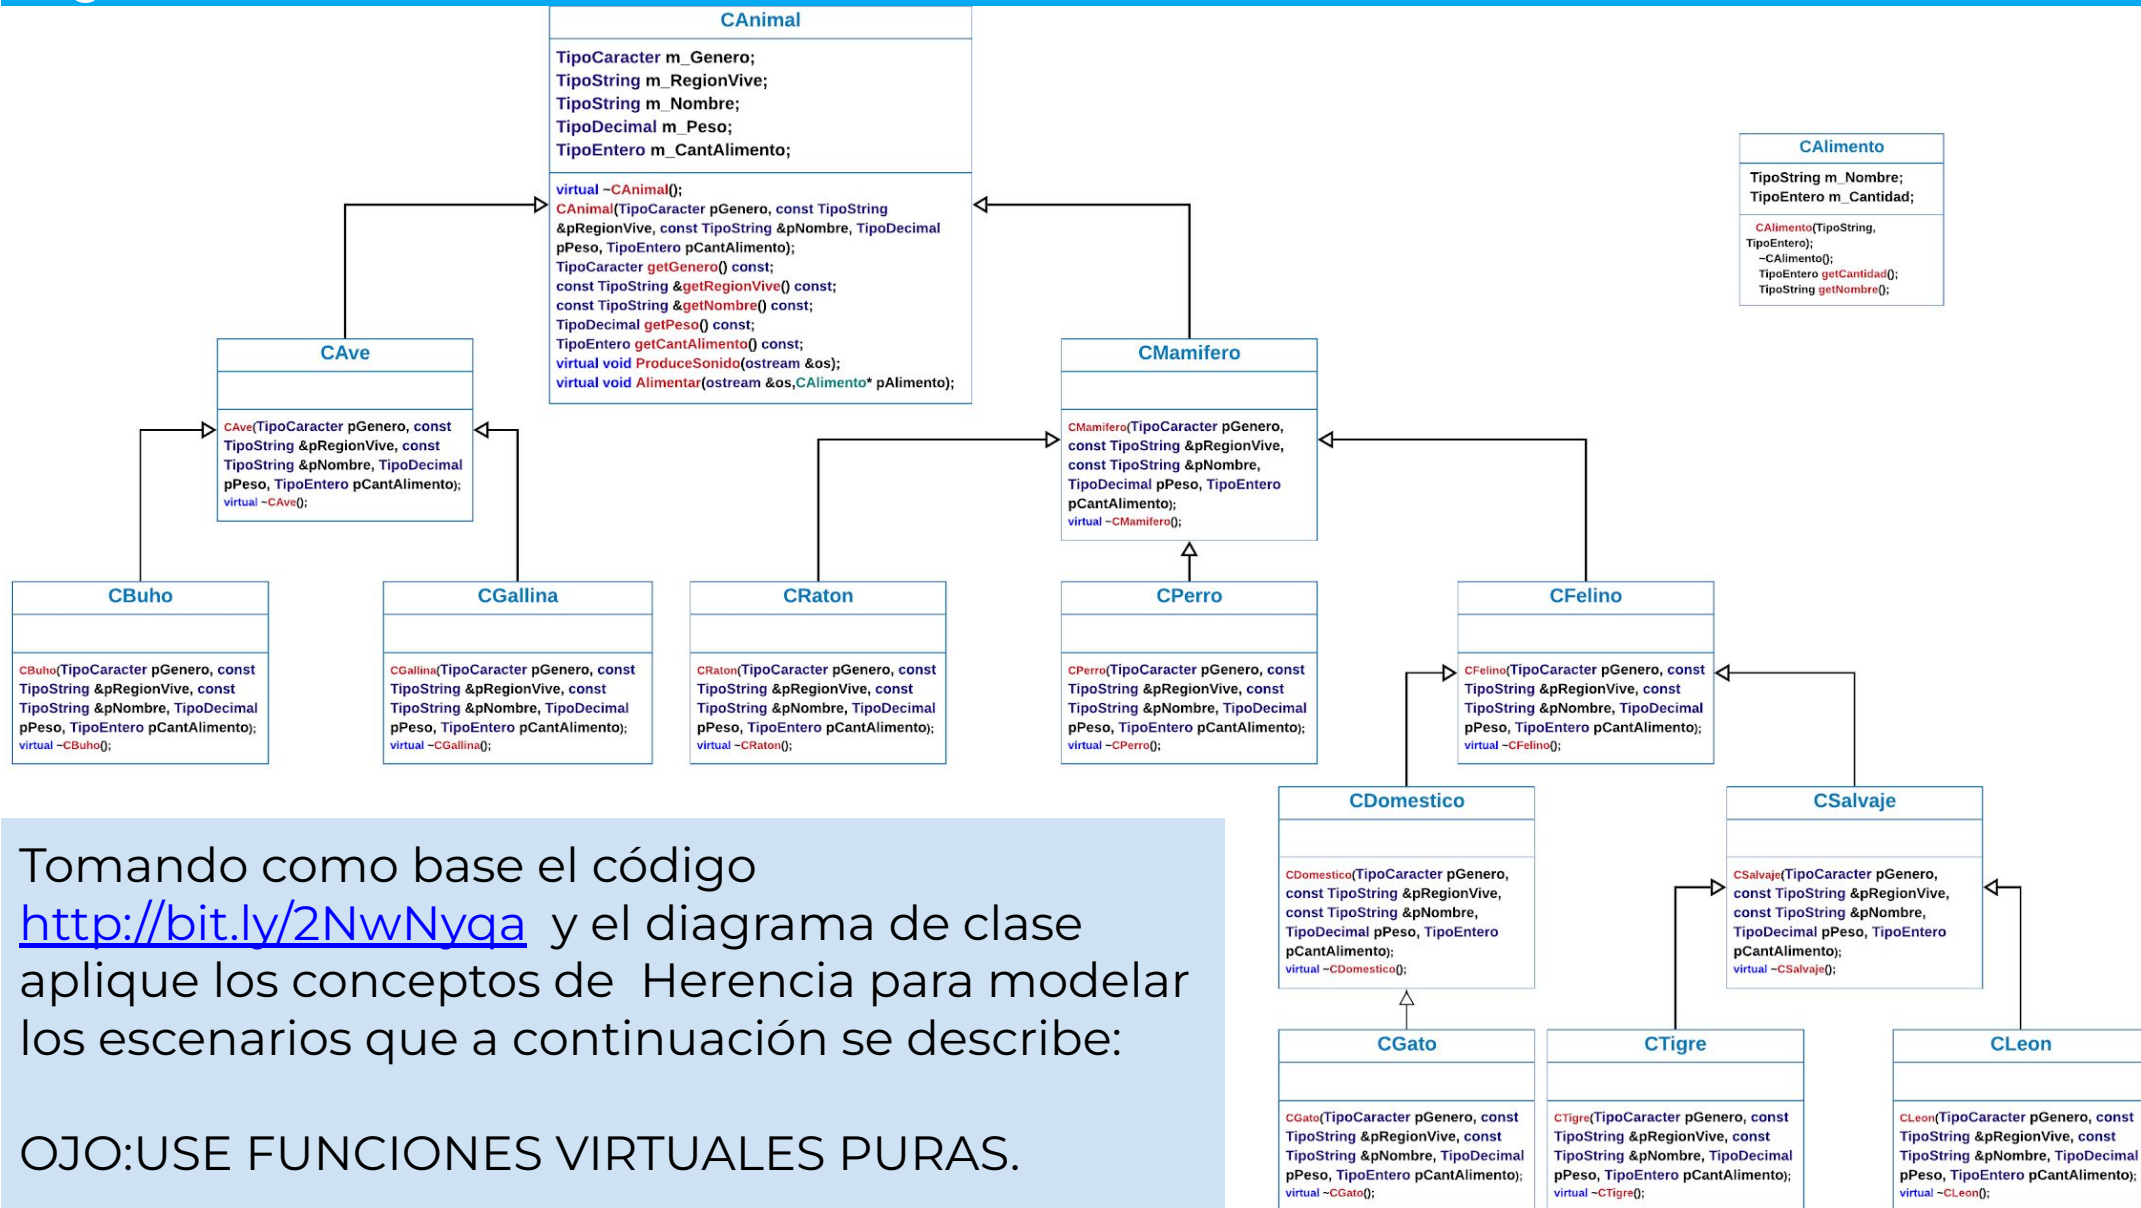 CAnimal
TipoCaracter m_Genero;
TipoString m_RegionVive;
TipoString m_Nombre;
TipoDecimal m_Peso;
TipoEntero m_CantAlimento;
virtual ~CAnimal();
CAnimal(TipoCaracter pGenero, const TipoString
&pRegionVive, const TipoString &pNombre, TipoDecimal
pPeso, TipoEntero pCantAlimento);
TipoCaracter getGenero() const;
const TipoString &getRegionVive() const;
const TipoString &getNombre() const;
TipoDecimal getPeso() const;
TipoEntero getCantAlimento() const;
virtual void ProduceSonido(ostream &os);
virtual void Alimentar(ostream &os,CAlimento* pAlimento);
CAlimento
TipoString m_Nombre;
TipoEntero m_Cantidad;
CAlimento(TipoString,
TipoEntero);
~CAlimento();
TipoEntero getCantidad();
TipoString getNombre();
CAve
CAve(TipoCaracter pGenero, const
TipoString &pRegionVive, const
TipoString &pNombre, TipoDecimal
pPeso, TipoEntero pCantAlimento);
virtual ~CAve();
CMamifero
CMamifero(TipoCaracter pGenero,
const TipoString &pRegionVive,
const TipoString &pNombre,
TipoDecimal pPeso, TipoEntero
pCantAlimento);
virtual ~CMamifero();
CBuho
CBuho(TipoCaracter pGenero, const
TipoString &pRegionVive, const
TipoString &pNombre, TipoDecimal
pPeso, TipoEntero pCantAlimento);
virtual ~CBuho();
CGallina
CGallina(TipoCaracter pGenero, const
TipoString &pRegionVive, const
TipoString &pNombre, TipoDecimal
pPeso, TipoEntero pCantAlimento);
virtual ~CGallina();
CRaton
CRaton(TipoCaracter pGenero, const
TipoString &pRegionVive, const
TipoString &pNombre, TipoDecimal
pPeso, TipoEntero pCantAlimento);
virtual ~CRaton();
CPerro
CPerro(TipoCaracter pGenero, const
TipoString &pRegionVive, const
TipoString &pNombre, TipoDecimal
pPeso, TipoEntero pCantAlimento);
virtual ~CPerro();
CFelino
CFelino(TipoCaracter pGenero, const
TipoString &pRegionVive, const
TipoString &pNombre, TipoDecimal
pPeso, TipoEntero pCantAlimento);
virtual ~CFelino();
CDomestico
CDomestico(TipoCaracter pGenero,
const TipoString &pRegionVive,
const TipoString &pNombre,
TipoDecimal pPeso, TipoEntero
pCantAlimento);
virtual ~CDomestico();
CSalvaje
CSalvaje(TipoCaracter pGenero,
const TipoString &pRegionVive,
const TipoString &pNombre,
TipoDecimal pPeso, TipoEntero
pCantAlimento);
virtual ~CSalvaje();
CGato
CGato(TipoCaracter pGenero, const
TipoString &pRegionVive, const
TipoString &pNombre, TipoDecimal
pPeso, TipoEntero pCantAlimento);
virtual ~CGato();
CTigre
CTigre(TipoCaracter pGenero, const
TipoString &pRegionVive, const
TipoString &pNombre, TipoDecimal
pPeso, TipoEntero pCantAlimento);
virtual ~CTigre();
CLeon
CLeon(TipoCaracter pGenero, const
TipoString &pRegionVive, const
TipoString &pNombre, TipoDecimal
pPeso, TipoEntero pCantAlimento);
virtual ~CLeon();
Tomando como base el código
http://bit.ly/2NwNyqa y el diagrama de clase
aplique los conceptos de Herencia para modelar
los escenarios que a continuación se describe:
OJO:USE FUNCIONES VIRTUALES PURAS.